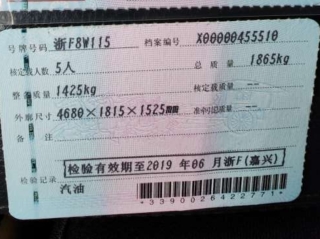 号牌号码 浙F8W115 档案编号 X00000455510
核定载人数 5人 总质量 1865kg
整备质量 1425kg 核定载质量 --
外廓尺寸 4680×1815×1525mm 准牵引总质量 --
备注
检验有效期至2019年06月浙F(嘉兴)
检验记录
汽油
*3390026422771*